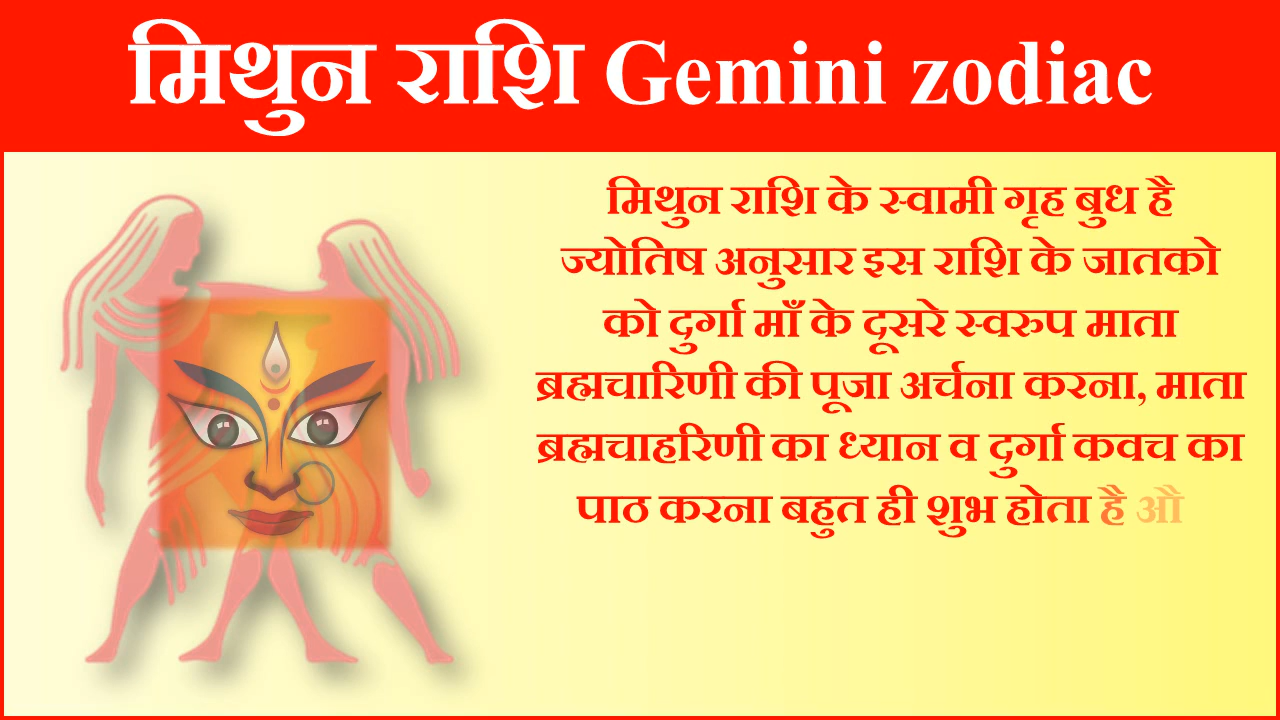 मिथुन राशि Gemini zodiac
मिथुन राशि के स्वामी गृह बुध है
ज्योतिष अनुसार इस राशि के जातको
को दुर्गा माँ के दूसरे स्वरुप माता
ब्रह्मचारिणी की पूजा अर्चना करना, माता
ब्रह्मचाहरिणी का ध्यान व दुर्गा कवच का
पाठ करना बहुत ही शुभ होता है औ